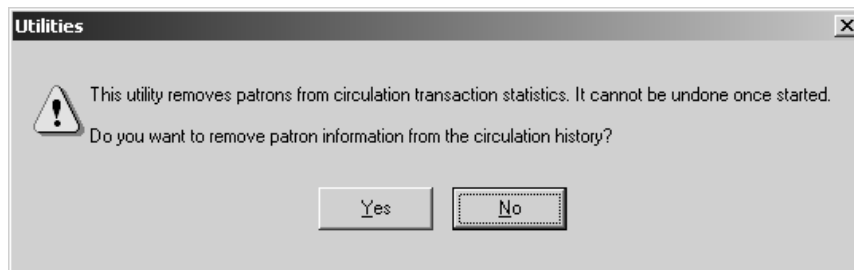 Utilities
This utility removes patrons from circulation transaction statistics. It cannot be undone once started.
Do you want to remove patron information from the circulation history?
Yes
No